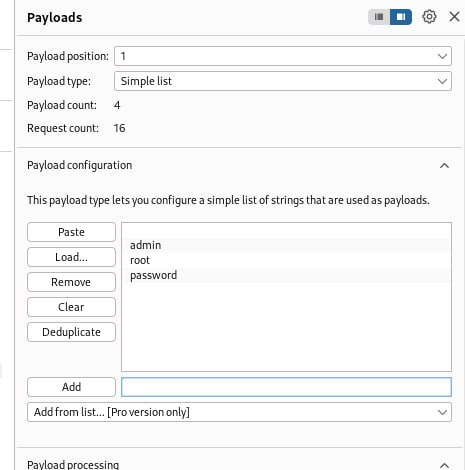 Payloads
Payload position: 1
Payload type: Simple list
Payload count: 4
Request count: 16
Payload configuration
This payload type lets you configure a simple list of strings that are used as payloads.
Paste
Load...
Remove
Clear
Deduplicate
admin
root
password
Add
Add from list... [Pro version only]
Payload processing